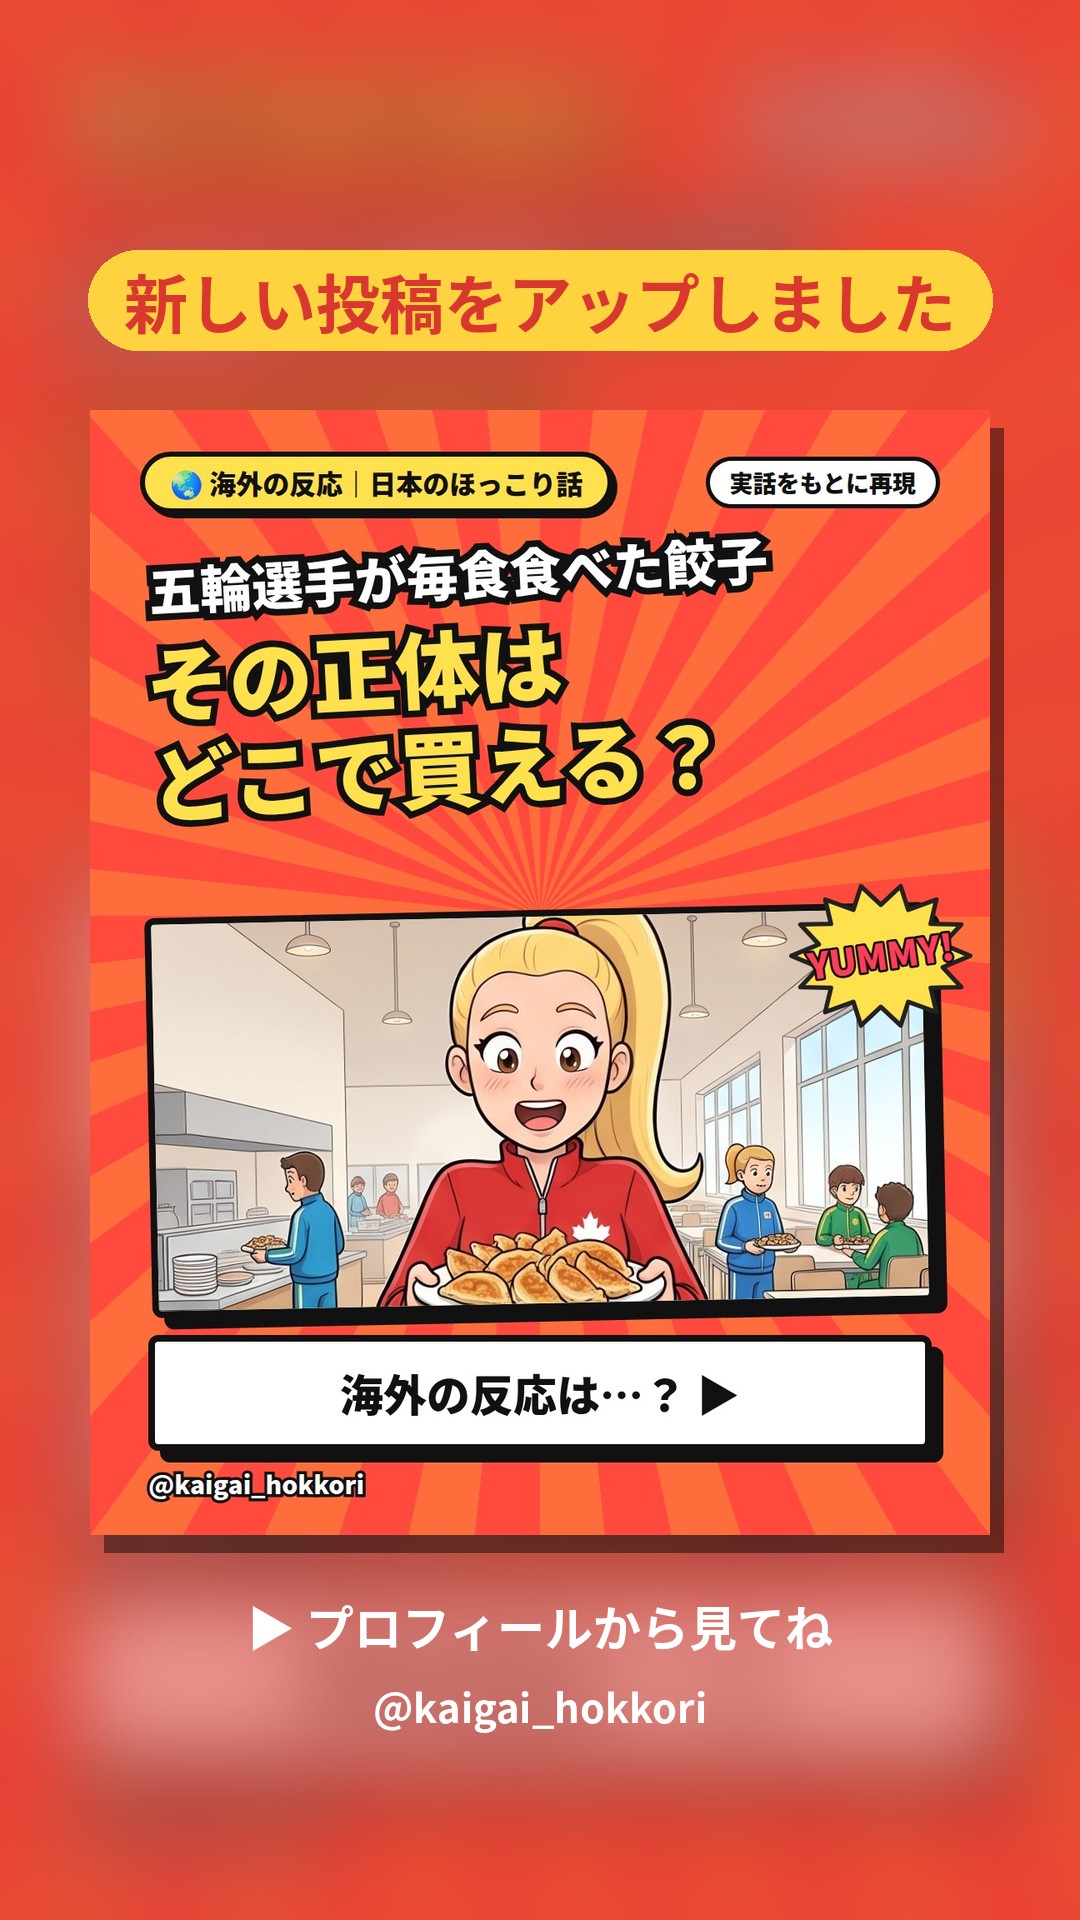 新しい投稿をアップしました
🌏 海外の反応｜日本のほっこり話
実話をもとに再現
五輪選手が毎食食べた餃子
その正体は
どこで買える？
YUMMY!
海外の反応は…？ ▶
@kaigai_hokkori
▶ プロフィールから見てね
@kaigai_hokkori